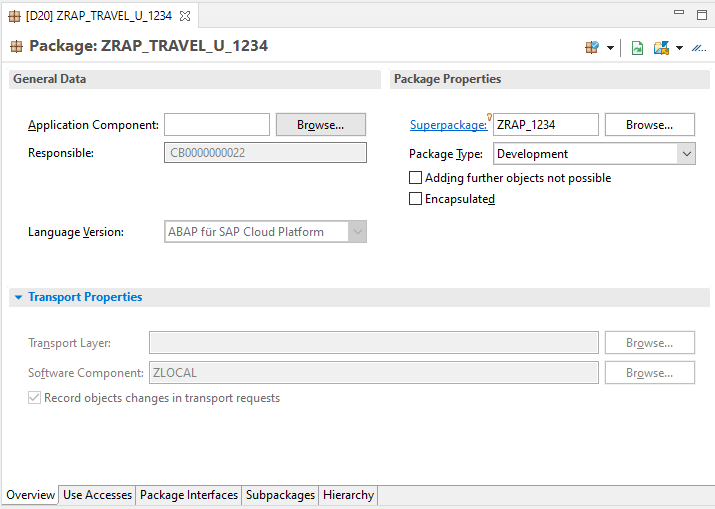 [D20] ZRAP_TRAVEL_U_1234
Package: ZRAP_TRAVEL_U_1234
General Data
Package Properties
Application Component:
Browse...
Superpackage:
ZRAP_1234
Browse...
Responsible:
CB0000000022
Package Type:
Development
Adding further objects not possible
Encapsulated
Language Version:
ABAP für SAP Cloud Platform
Transport Properties
Transport Layer:
Browse...
Software Component:
ZLOCAL
Browse...
Record objects changes in transport requests
Overview
Use Accesses
Package Interfaces
Subpackages
Hierarchy